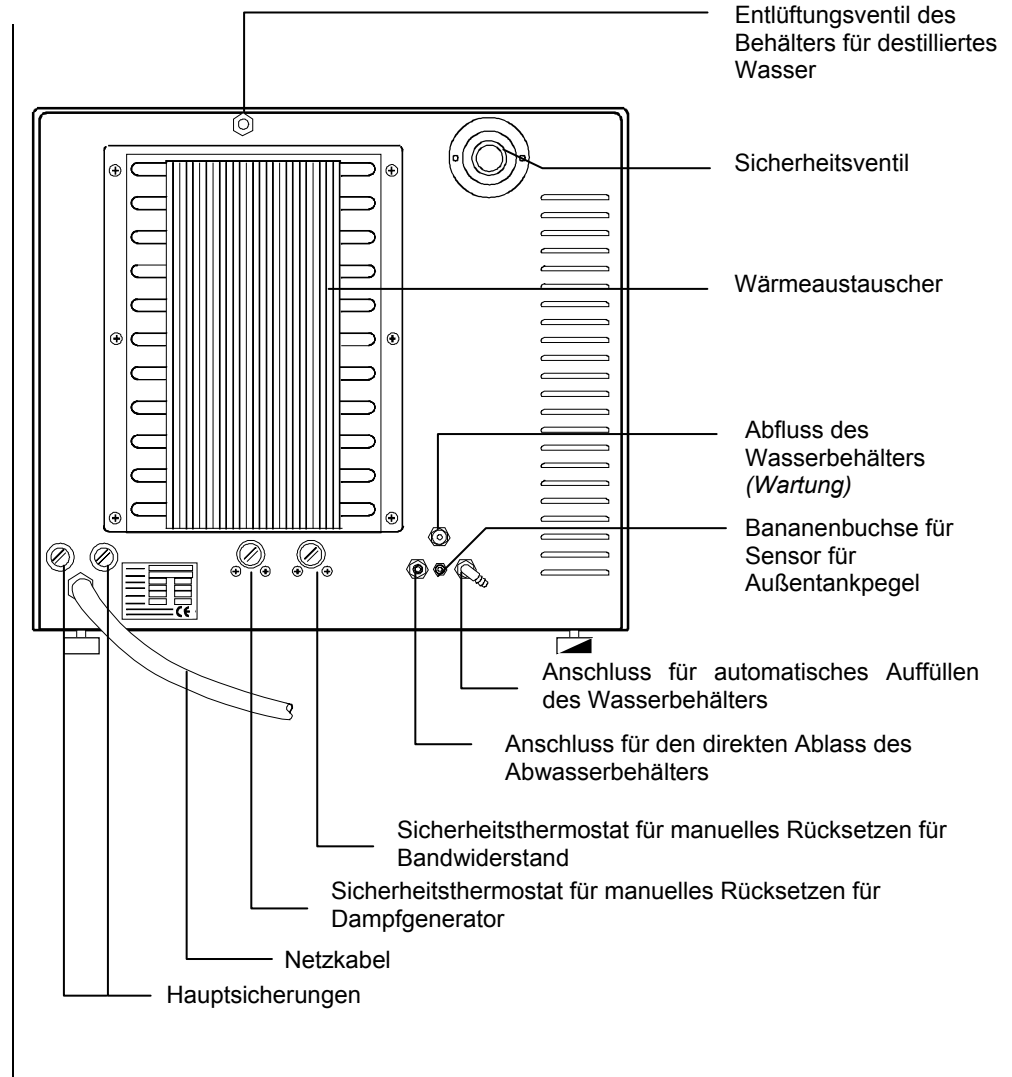 Entlüftungsventil des
Behälters für destilliertes
Wasser
Sicherheitsventil
Wärmeaustauscher
Abfluss des
Wasserbehälters
(Wartung)
Bananenbuchse für
Sensor für
Außentankpegel
CE
Anschluss für automatisches Auffüllen
des Wasserbehälters
Anschluss für den direkten Ablass des
Abwasserbehälters
Sicherheitsthermostat für manuelles Rücksetzen für
Bandwiderstand
Sicherheitsthermostat für manuelles Rücksetzen für
Dampfgenerator
Netzkabel
Hauptsicherungen